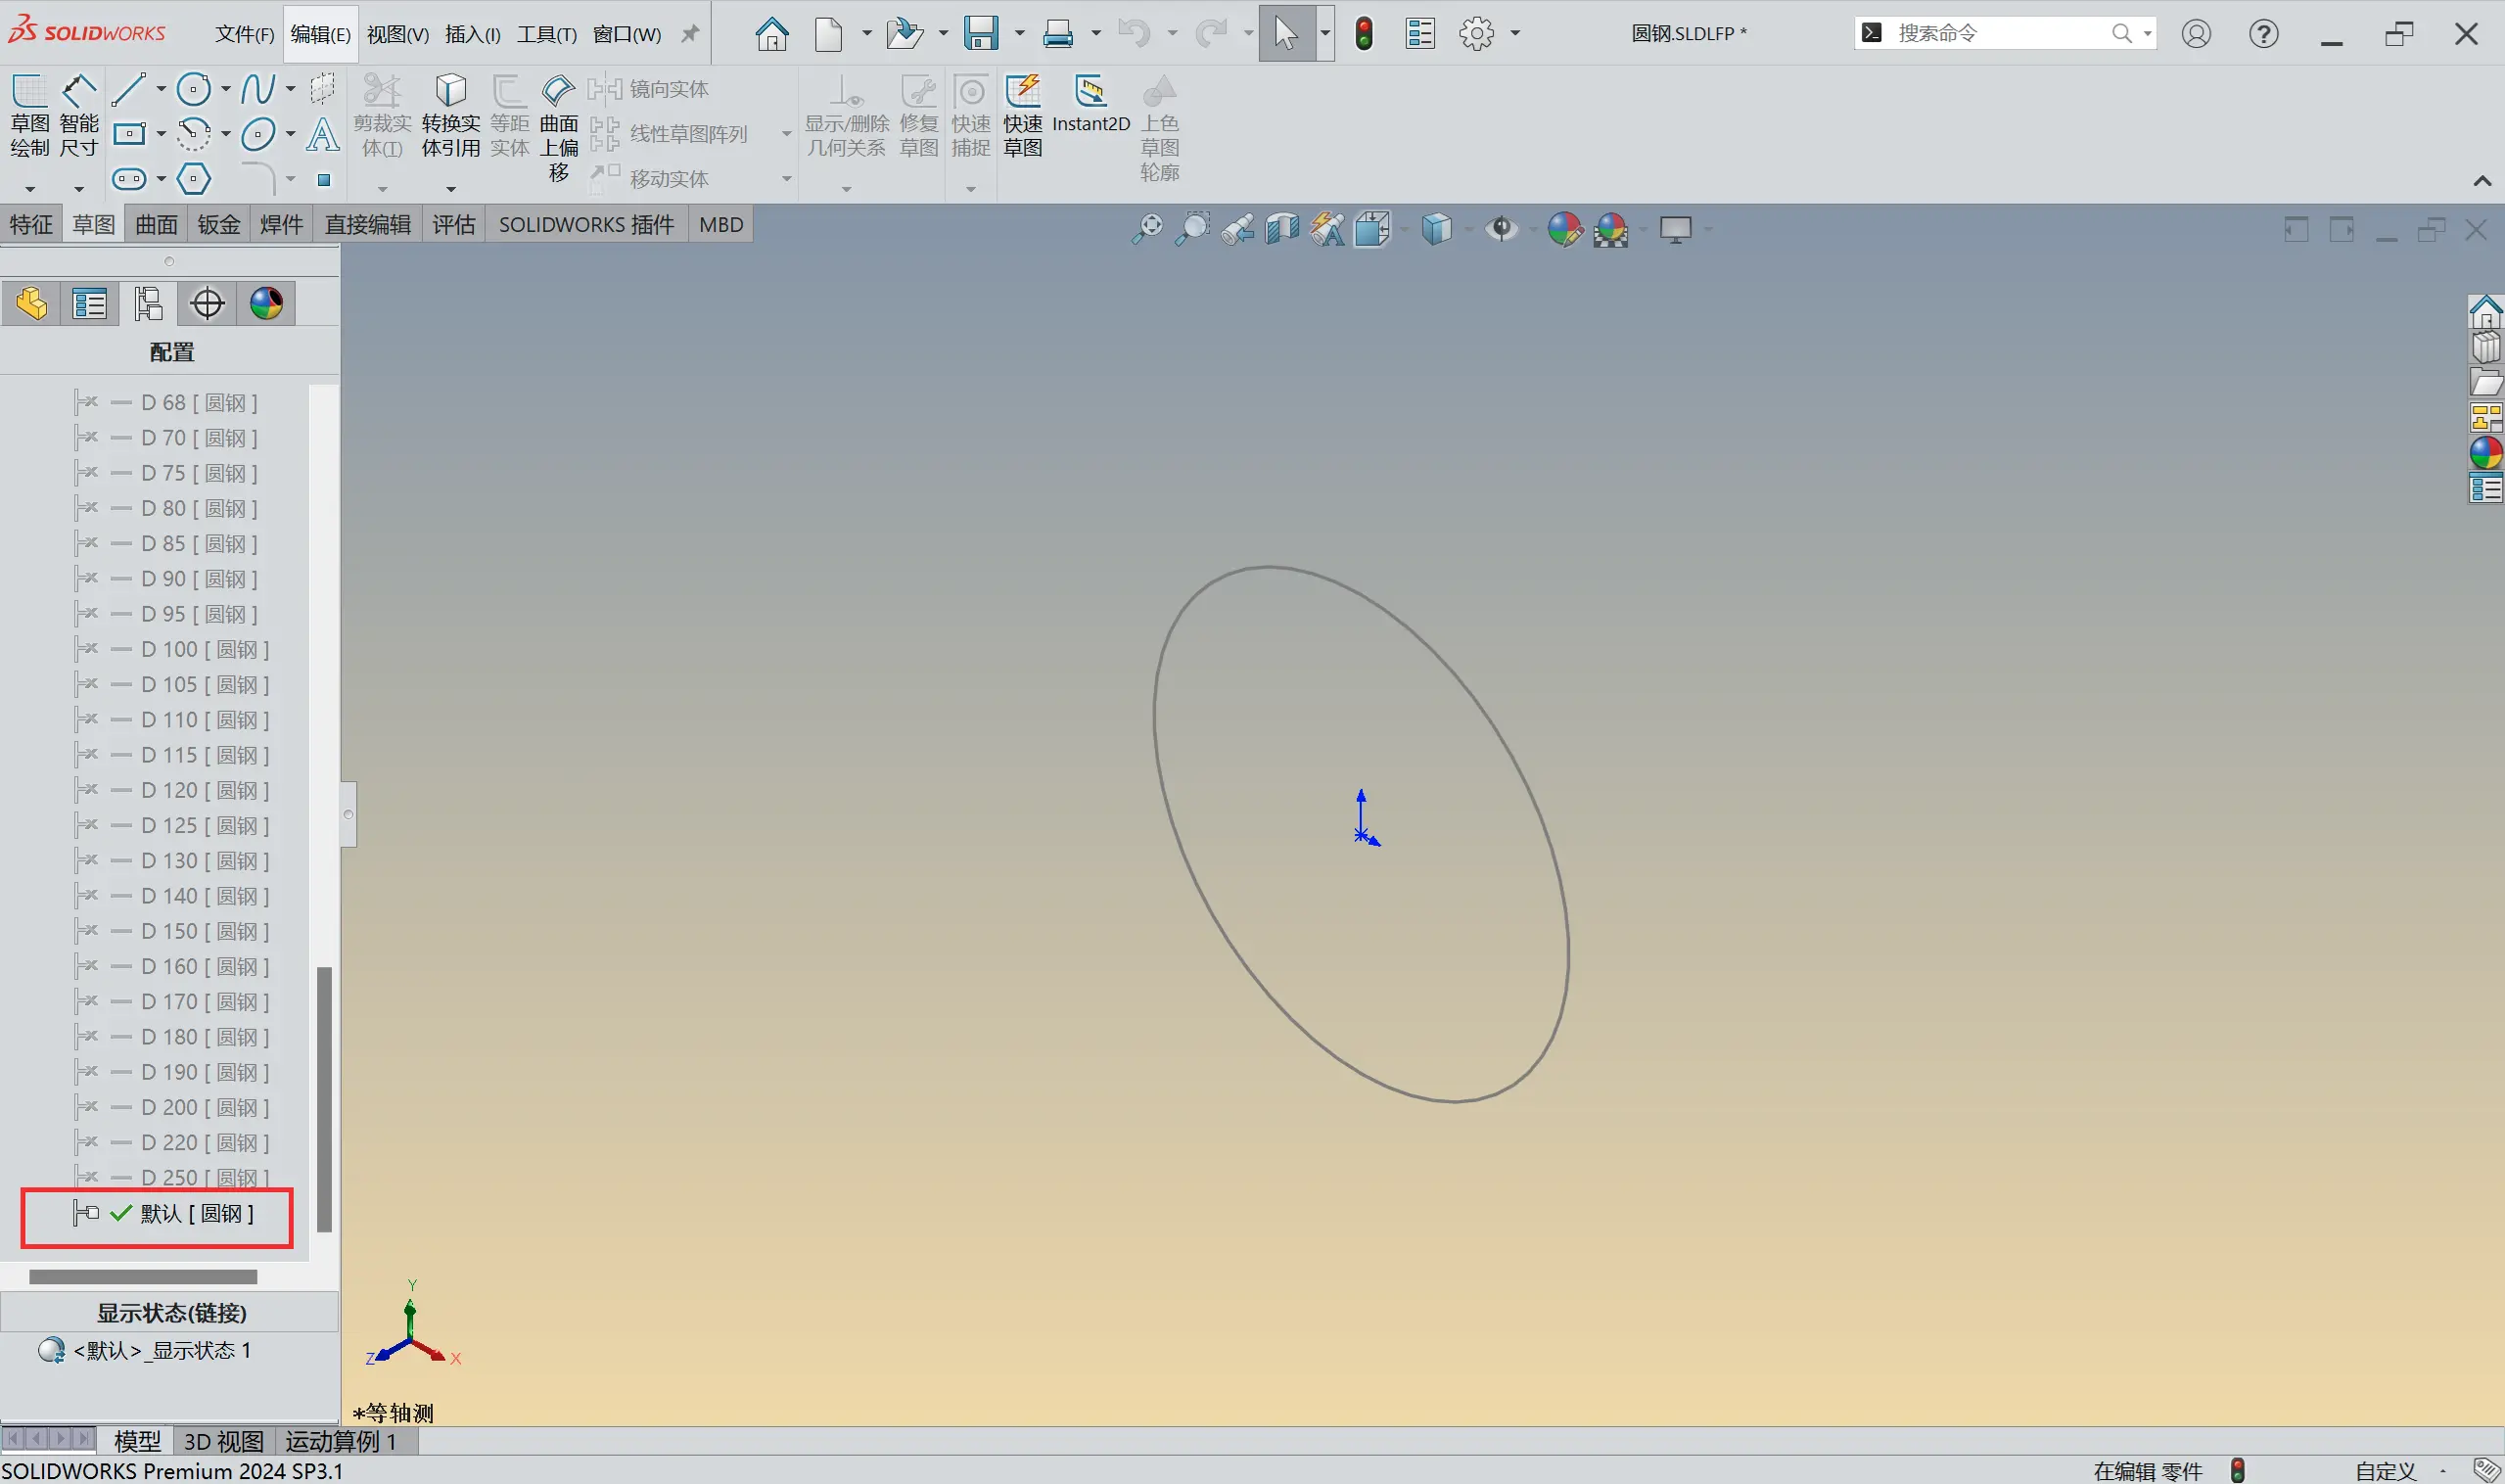 SOLIDWORKS
文件(F) 编辑(E) 视图(V) 插入(I) 工具(T) 窗口(W)
圆钢.SLDLFP *
搜索命令
草图绘制
智能尺寸
剪裁实体(T)
转换实体引用
等距实体
曲面上偏移
镜向实体
线性草图阵列
移动实体
显示/删除几何关系
修复草图
快速捕捉
快速草图
Instant2D
上色草图轮廓
特征 草图 曲面 钣金 焊件 直接编辑 评估 SOLIDWORKS 插件 MBD
配置
D 68 [ 圆钢 ]
D 70 [ 圆钢 ]
D 75 [ 圆钢 ]
D 80 [ 圆钢 ]
D 85 [ 圆钢 ]
D 90 [ 圆钢 ]
D 95 [ 圆钢 ]
D 100 [ 圆钢 ]
D 105 [ 圆钢 ]
D 110 [ 圆钢 ]
D 115 [ 圆钢 ]
D 120 [ 圆钢 ]
D 125 [ 圆钢 ]
D 130 [ 圆钢 ]
D 140 [ 圆钢 ]
D 150 [ 圆钢 ]
D 160 [ 圆钢 ]
D 170 [ 圆钢 ]
D 180 [ 圆钢 ]
D 190 [ 圆钢 ]
D 200 [ 圆钢 ]
D 220 [ 圆钢 ]
D 250 [ 圆钢 ]
默认 [ 圆钢 ]
显示状态(链接)
<默认>_显示状态 1
Y
Z
X
*等轴测
模型 3D 视图 运动算例 1
SOLIDWORKS Premium 2024 SP3.1
在编辑 零件
自定义